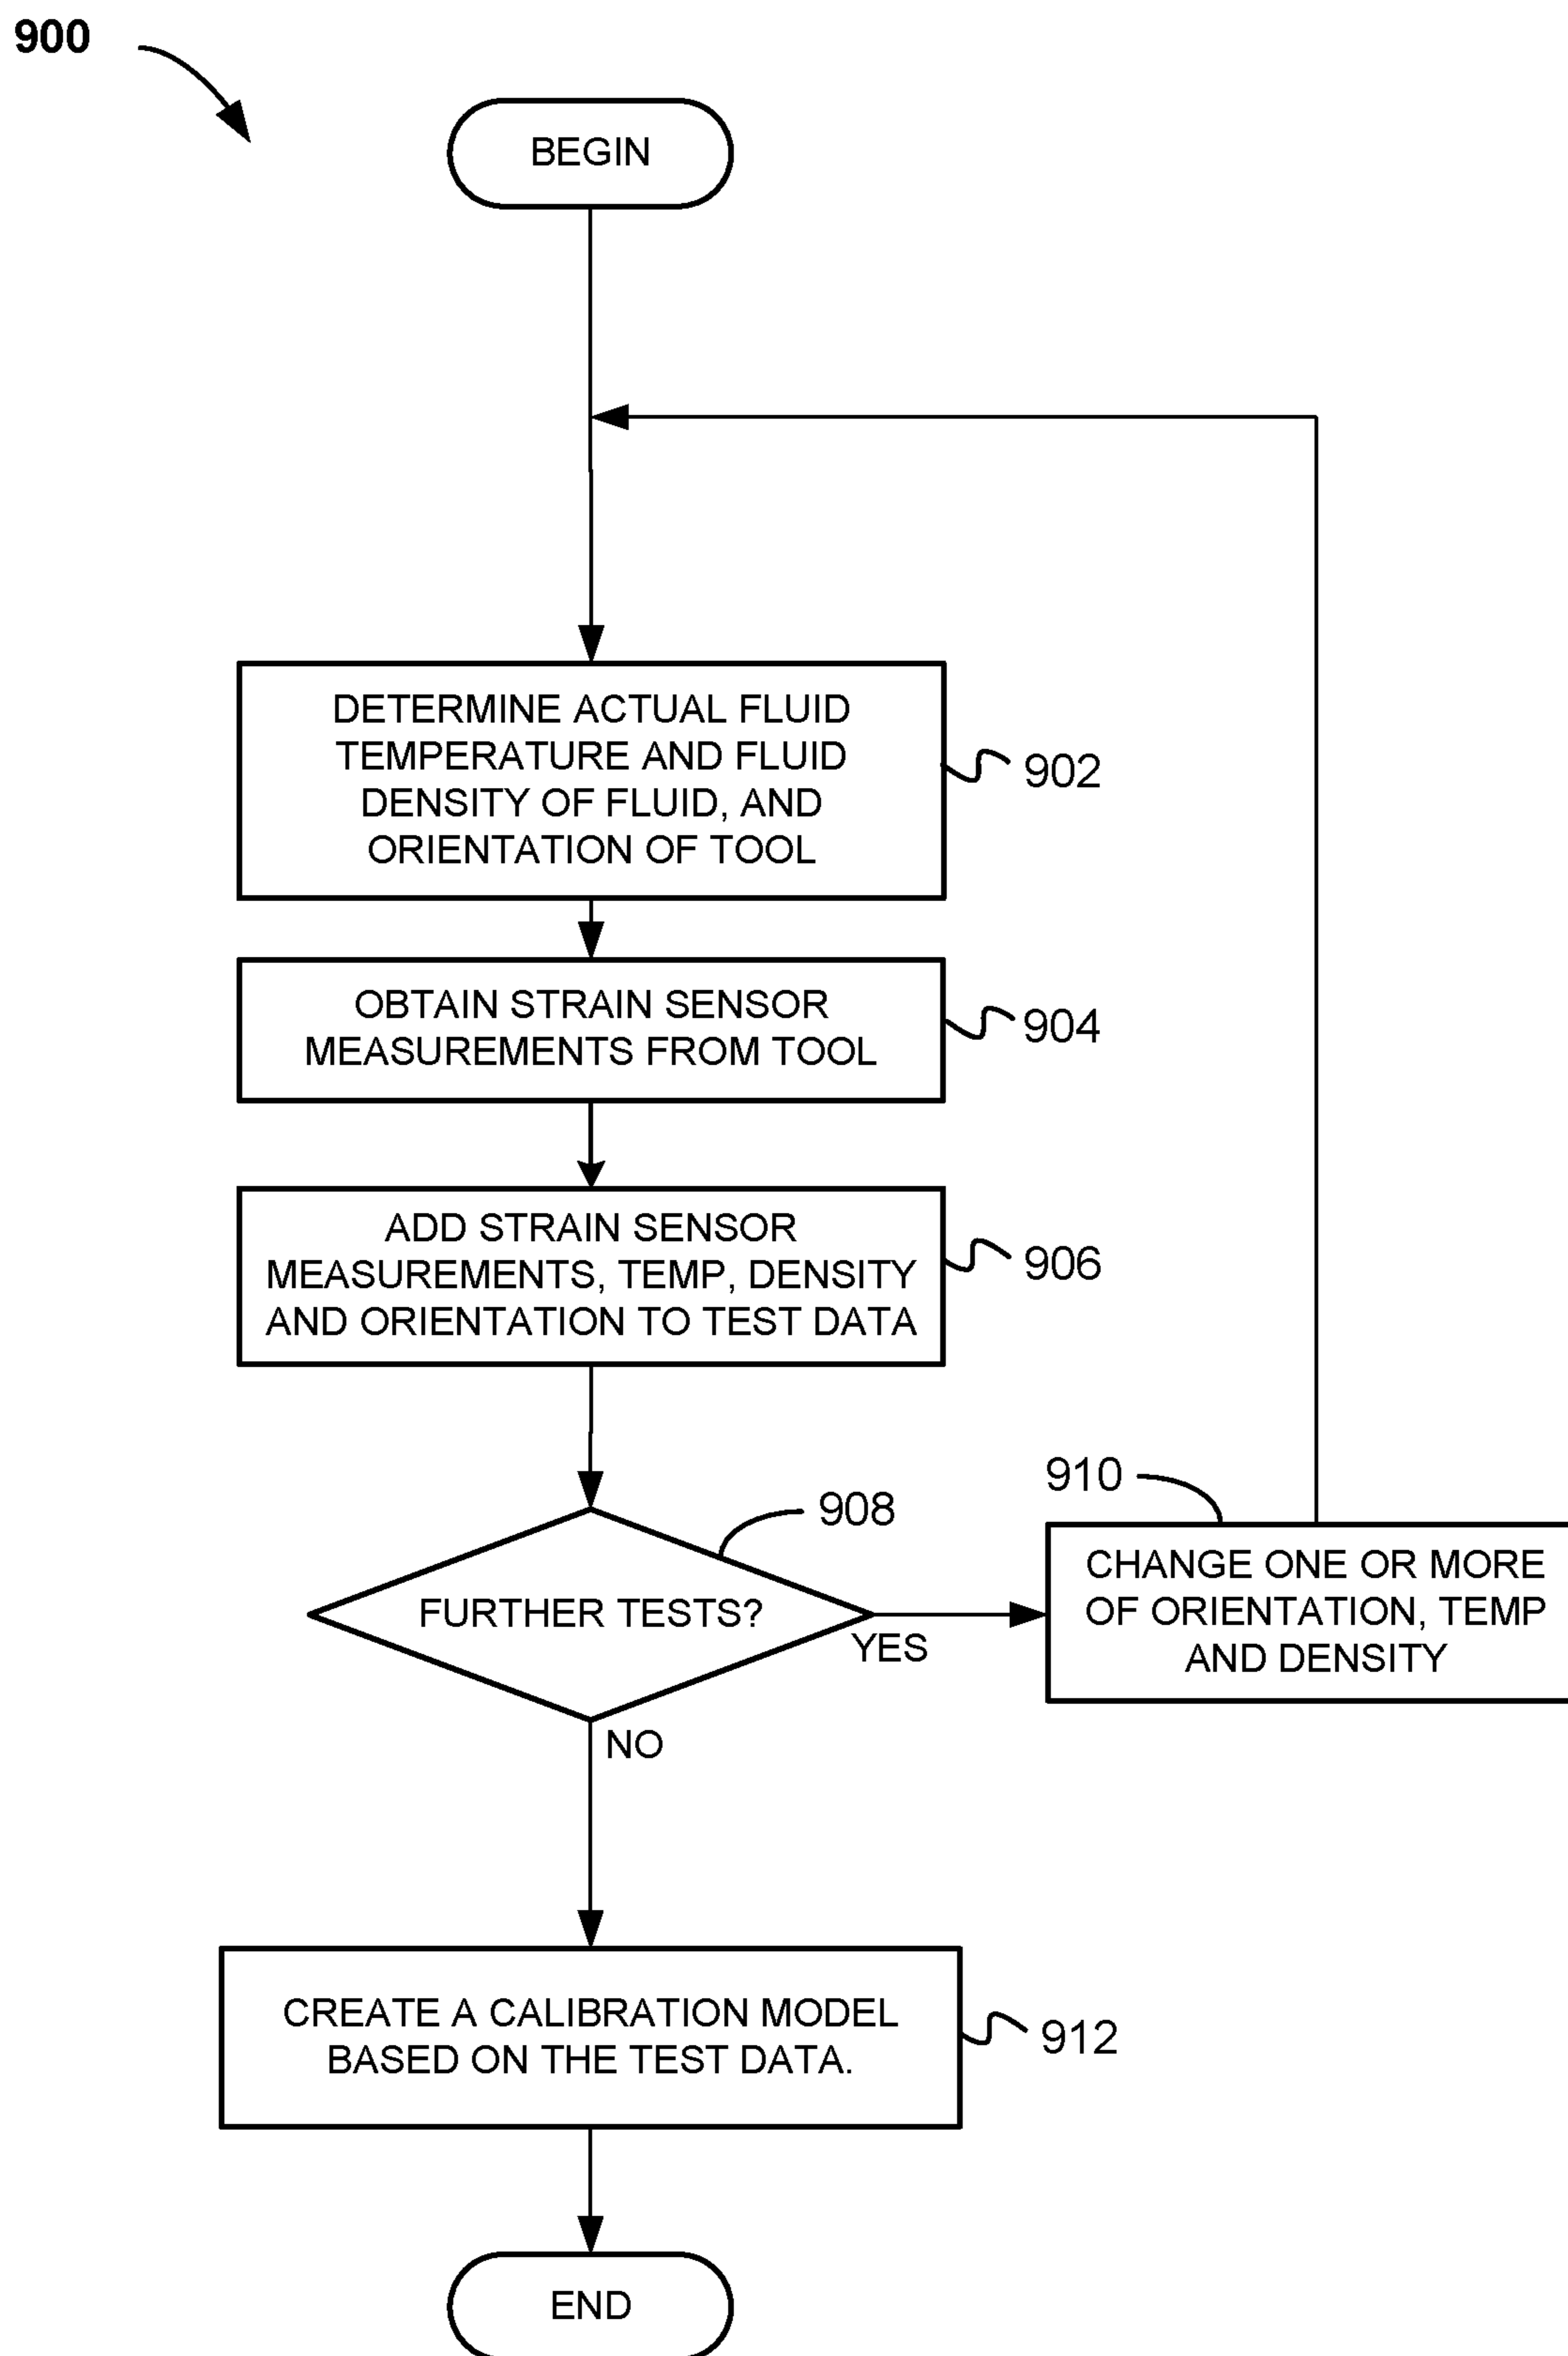 900
BEGIN
DETERMINE ACTUAL FLUID
TEMPERATURE AND FLUID
DENSITY OF FLUID, AND
ORIENTATION OF TOOL
902
OBTAIN STRAIN SENSOR
MEASUREMENTS FROM TOOL
904
ADD STRAIN SENSOR
MEASUREMENTS, TEMP, DENSITY
AND ORIENTATION TO TEST DATA
906
908
FURTHER TESTS?
YES
NO
910
CHANGE ONE OR MORE
OF ORIENTATION, TEMP
AND DENSITY
CREATE A CALIBRATION MODEL
BASED ON THE TEST DATA.
912
END